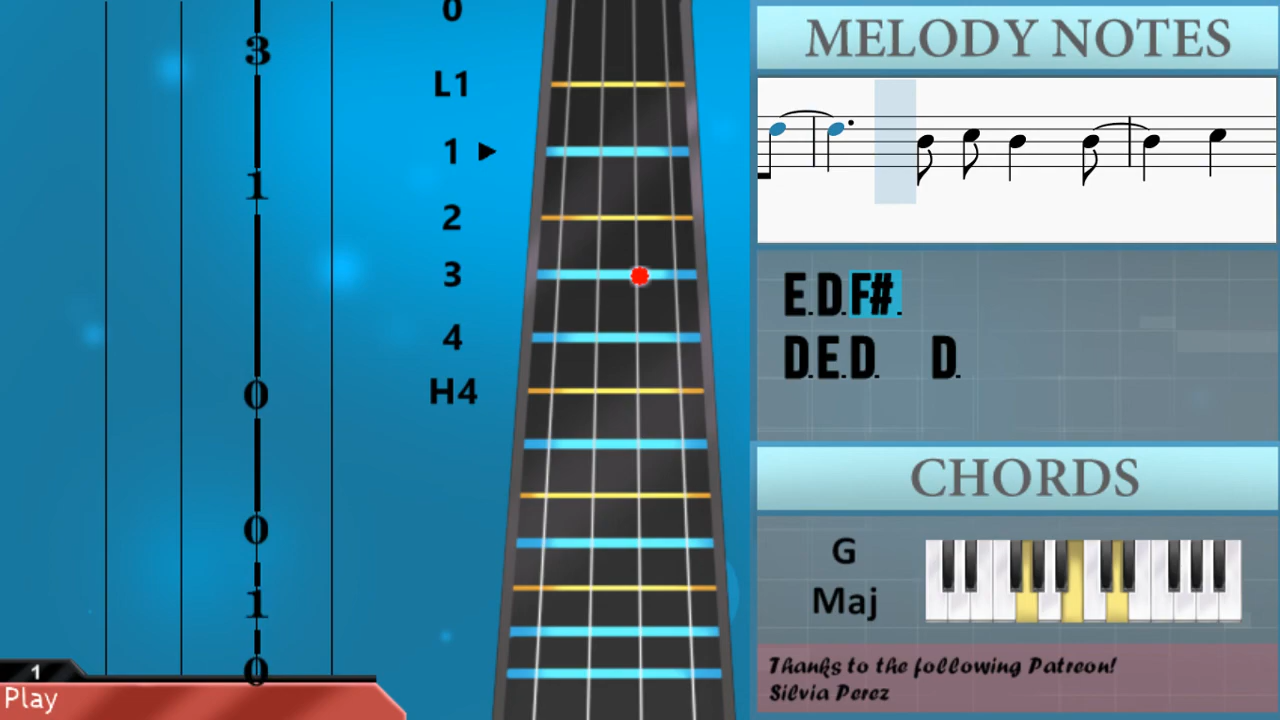 3
1
0
0
1
0
1
Play
0
L1
1
2
3
4
H4
MELODY NOTES
E.D.F#.
D.E.D. D.
CHORDS
G
Maj
Thanks to the following Patreon!
Silvia Perez